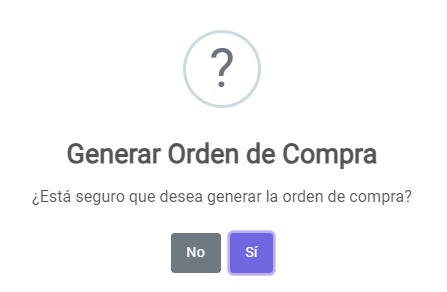 ?
Generar Orden de Compra
¿Está seguro que desea generar la orden de compra?
No
Sí